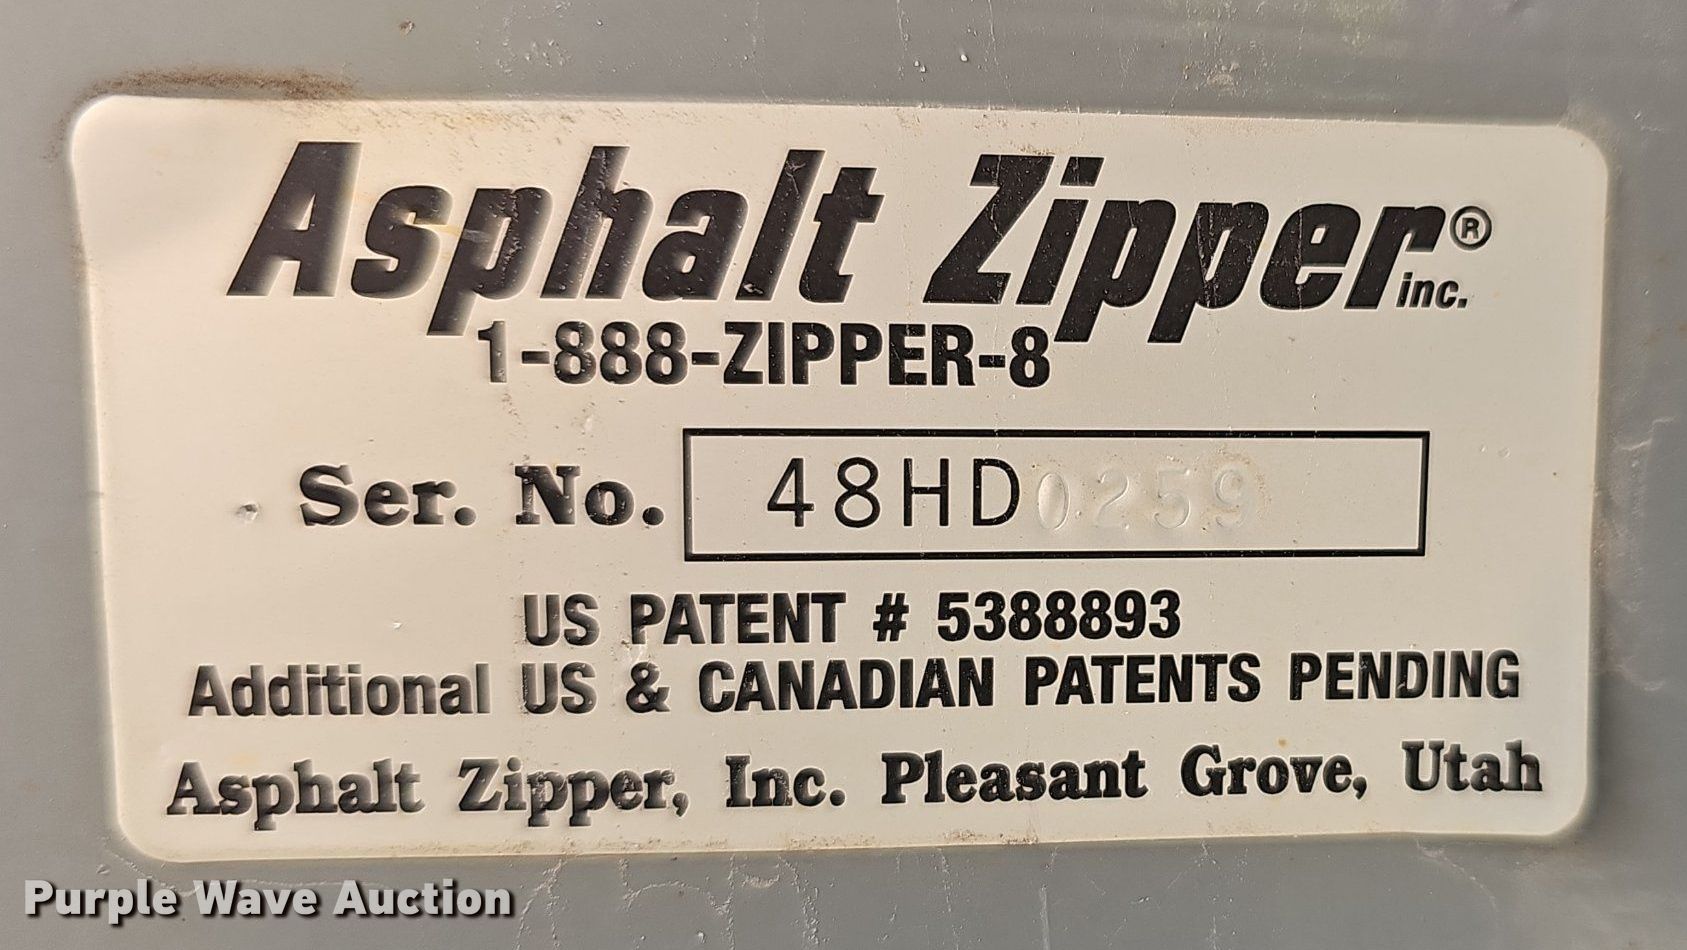 Asphalt Zipper® inc.
1-888-ZIPPER-8
Ser. No. 48HD0259
US PATENT # 5388893
Additional US & CANADIAN PATENTS PENDING
Asphalt Zipper, Inc. Pleasant Grove, Utah
Purple Wave Auction